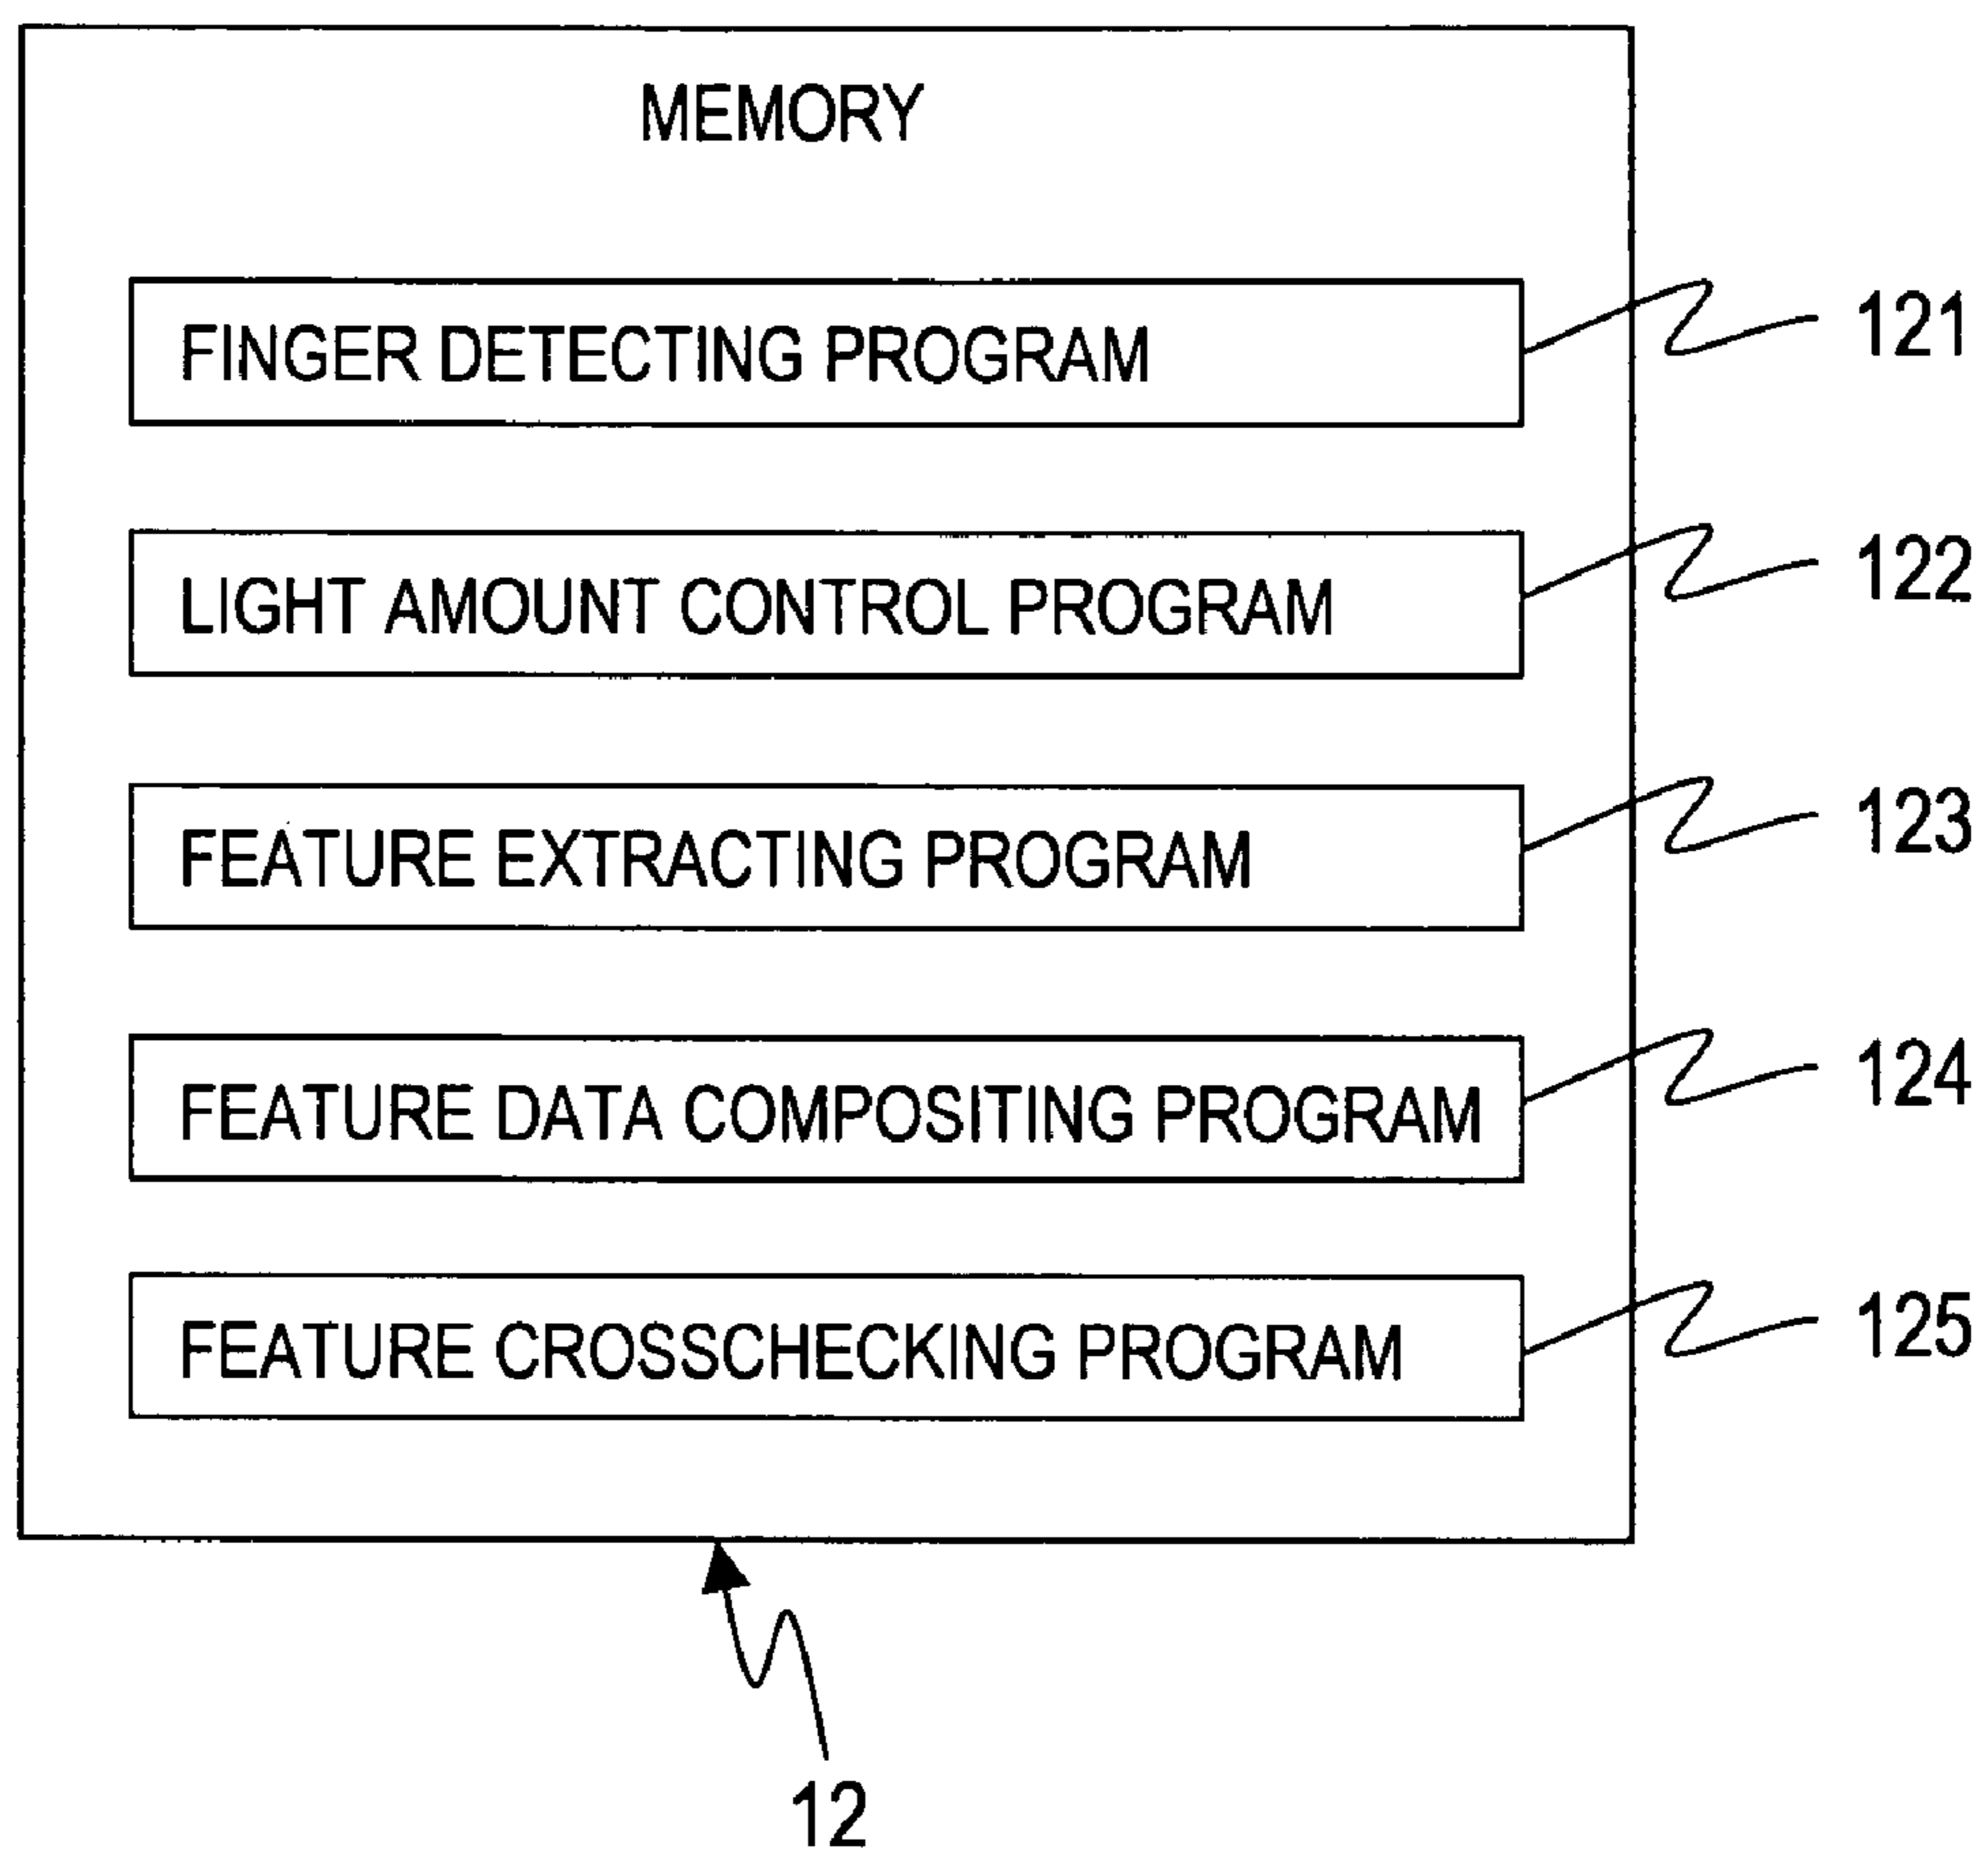 MEMORY
FINGER DETECTING PROGRAM 121
LIGHT AMOUNT CONTROL PROGRAM 122
FEATURE EXTRACTING PROGRAM 123
FEATURE DATA COMPOSITING PROGRAM 124
FEATURE CROSSCHECKING PROGRAM 125
12